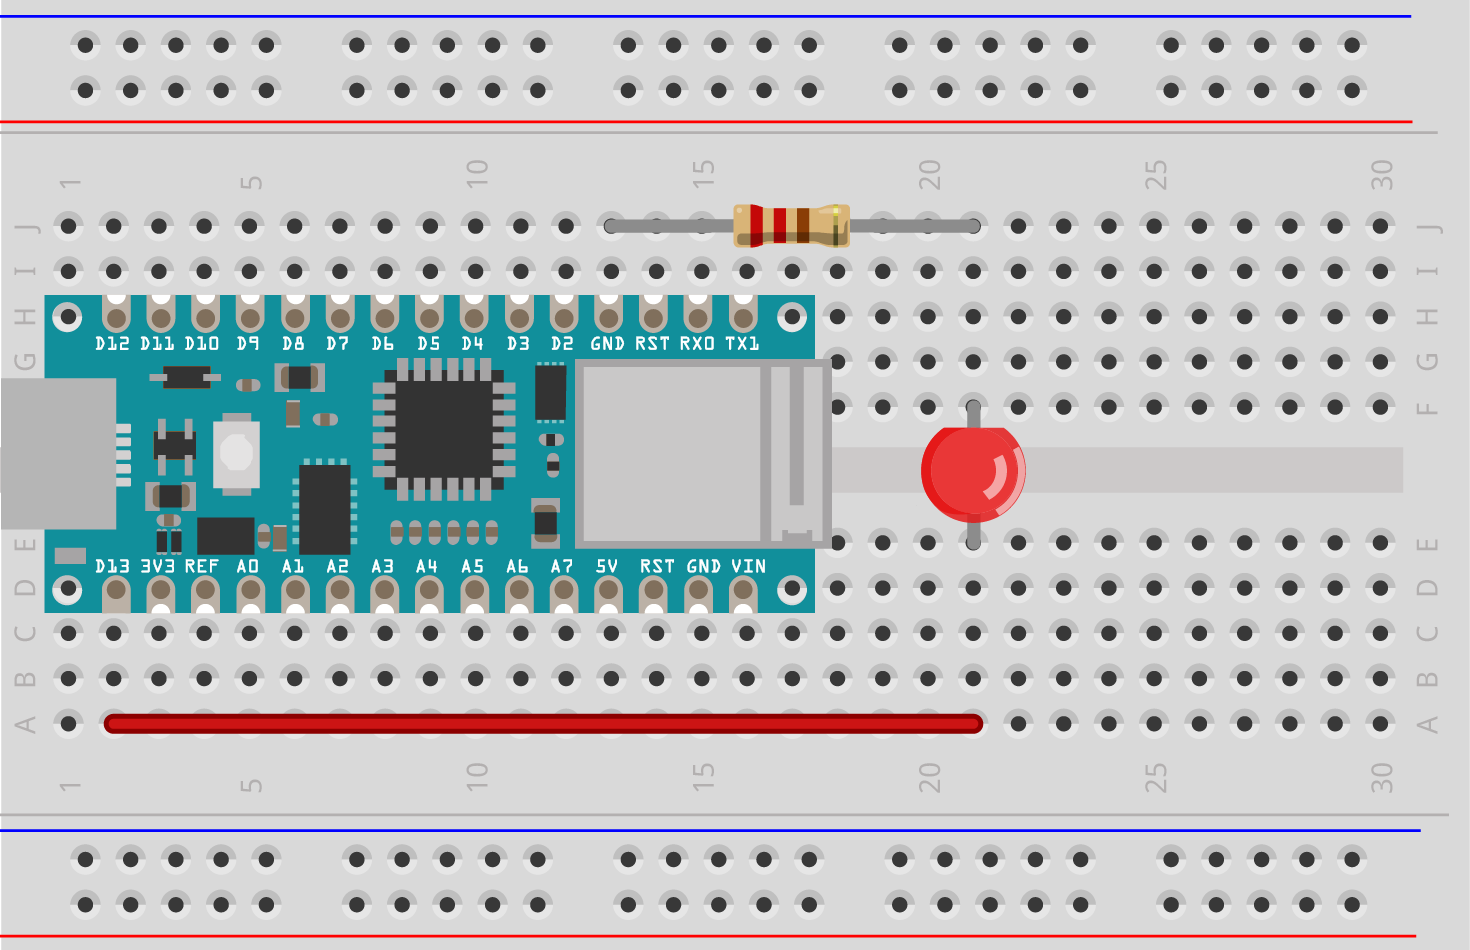 1 5 10 15 20 25 30
J J
I I
H H
D12 D11 D10 D9 D8 D7 D6 D5 D4 D3 D2 GND RST RX0 TX1
G G
F F
E E
D13 3V3 REF A0 A1 A2 A3 A4 A5 A6 A7 5V RST GND VIN
D D
C C
B B
A A
1 5 10 15 20 25 30